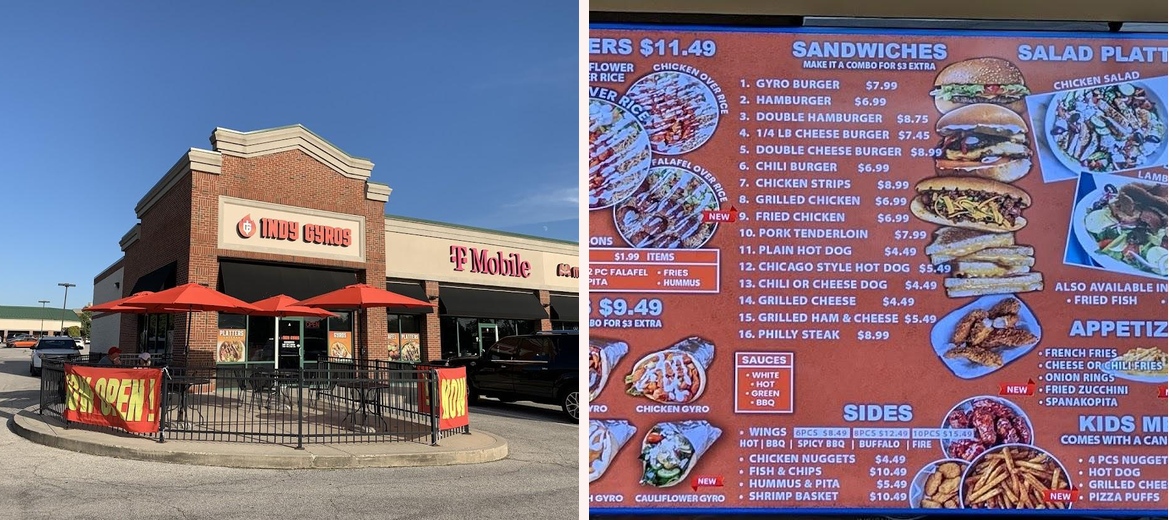 INDY GYROS
T Mobile
OPEN
PLATTERS
GYROS
OPEN!
NOW
ERS $11.49
FLOWER
ER RICE
CHICKEN OVER RICE
OVER RICE
FALAFEL OVER RICE
NEW
ONS
$1.99 ITEMS
2 PC FALAFEL • FRIES
PITA • HUMMUS
S $9.49
BO FOR $3 EXTRA
YRO
CHICKEN GYRO
H GYRO
NEW
CAULIFLOWER GYRO
SANDWICHES
MAKE IT A COMBO FOR $3 EXTRA
1. GYRO BURGER $7.99
2. HAMBURGER $6.99
3. DOUBLE HAMBURGER $8.75
4. 1/4 LB CHEESE BURGER $7.45
5. DOUBLE CHEESE BURGER $8.99
6. CHILI BURGER $6.99
7. CHICKEN STRIPS $8.99
8. GRILLED CHICKEN $6.99
9. FRIED CHICKEN $6.99
10. PORK TENDERLOIN $7.99
11. PLAIN HOT DOG $4.49
12. CHICAGO STYLE HOT DOG $5.49
13. CHILI OR CHEESE DOG $4.49
14. GRILLED CHEESE $4.49
15. GRILLED HAM & CHEESE $5.49
16. PHILLY STEAK $8.99
SAUCES
• WHITE
• HOT
• GREEN
• BBQ
SIDES
• WINGS 6PCS $8.49 8PCS $12.49 10PCS $15.49
HOT | BBQ | SPICY BBQ | BUFFALO | FIRE
• CHICKEN NUGGETS $4.49
• FISH & CHIPS $10.49
• HUMMUS & PITA $5.49
• SHRIMP BASKET $10.49
SALAD PLATT
CHICKEN SALAD
LAMB
ALSO AVAILABLE IN
• FRIED FISH •
APPETIZ
• FRENCH FRIES
• CHEESE OR CHILI FRIES
• ONION RINGS
NEW
• FRIED ZUCCHINI
• SPANAKOPITA
KIDS ME
COMES WITH A CAN
• 4 PCS NUGGET
• HOT DOG
• GRILLED CHEE
NEW
• PIZZA PUFFS